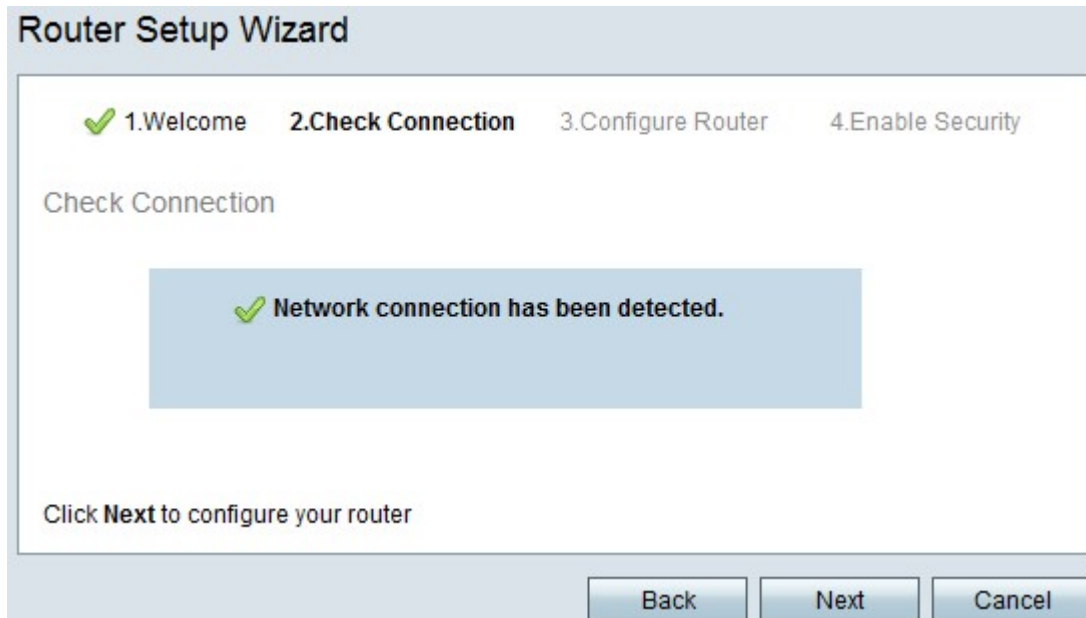 Router Setup Wizard
1.Welcome 2.Check Connection 3.Configure Router 4.Enable Security
Check Connection
Network connection has been detected.
Click Next to configure your router
Back Next Cancel